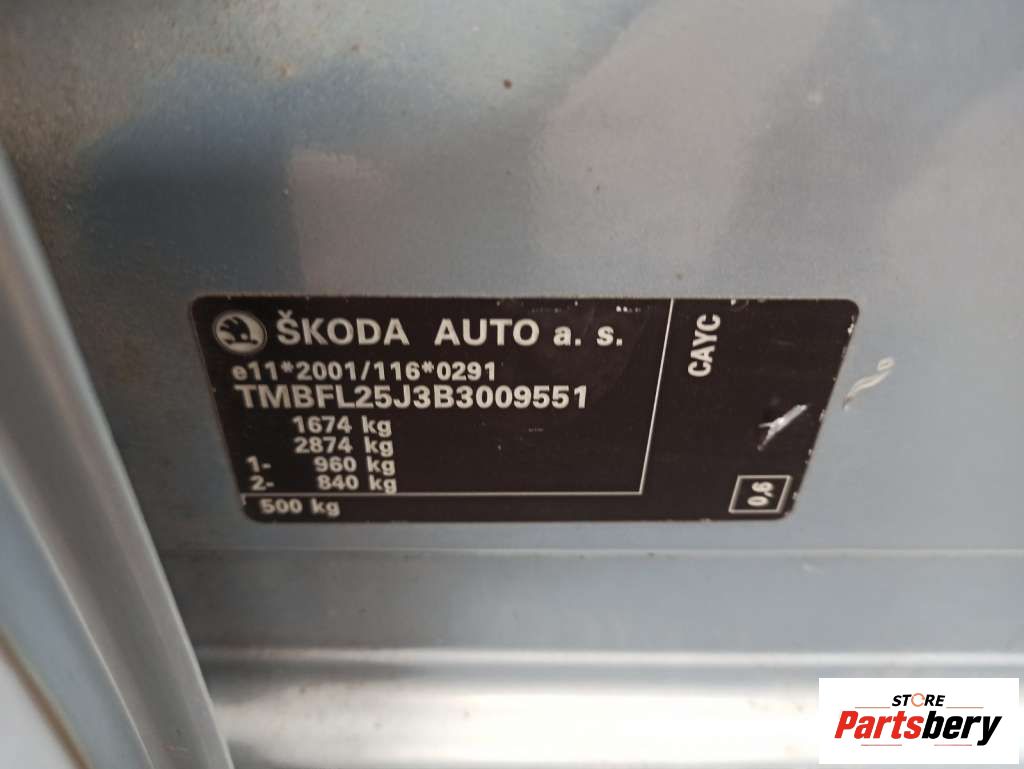 ŠKODA AUTO a. s.
e11*2001/116*0291
TMBFL25J3B3009551
1674 kg
2874 kg
1- 960 kg
2- 840 kg
500 kg
CAYC
0,6
STORE
Partsbery